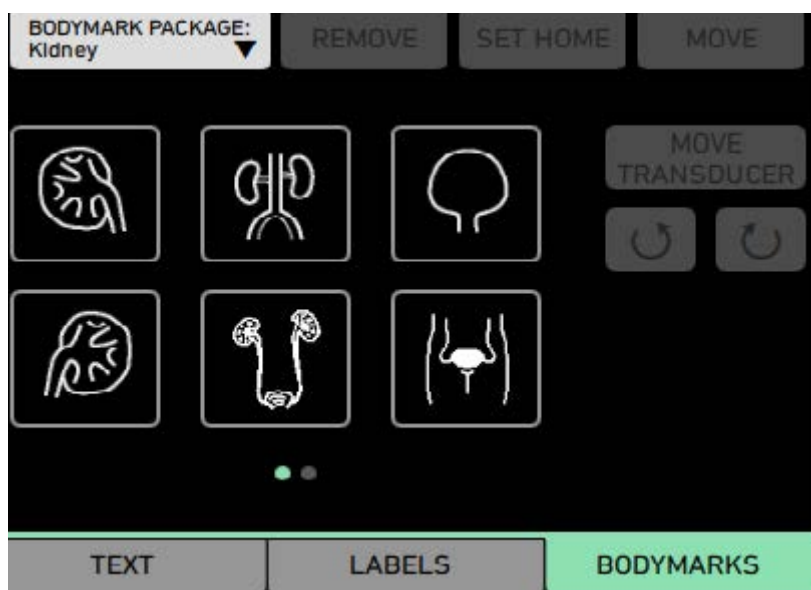 BODYMARK PACKAGE:
Kidney
REMOVE
SET HOME
MOVE
MOVE
TRANSDUCER
TEXT
LABELS
BODYMARKS